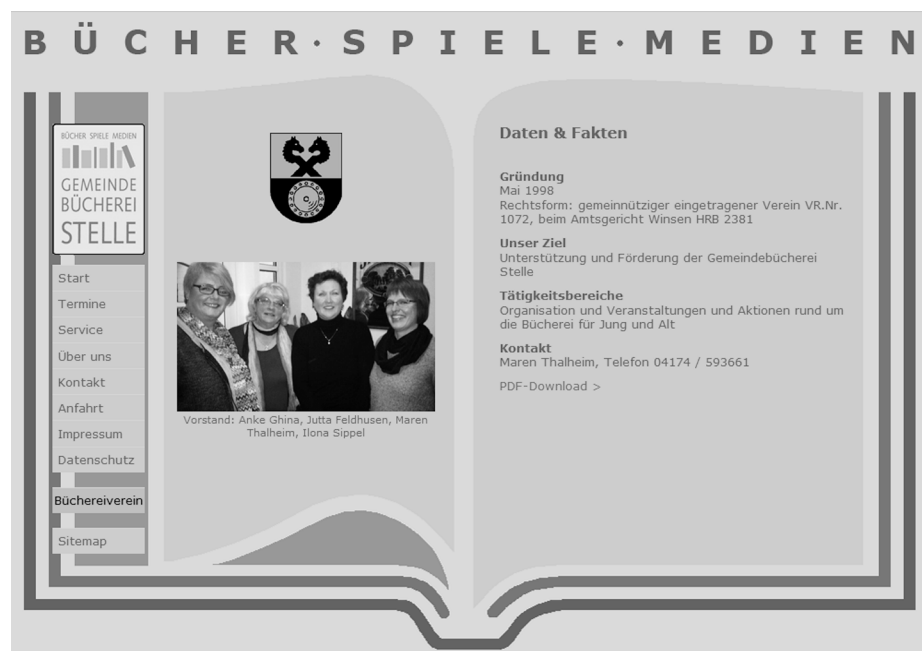 BÜCHER·SPIELE·MEDIEN
BÜCHER SPIELE MEDIEN
GEMEINDE
BÜCHEREI
STELLE
Start
Termine
Service
Über uns
Kontakt
Anfahrt
Impressum
Datenschutz
Büchereiverein
Sitemap
Vorstand: Anke Ghina, Jutta Feldhusen, Maren
Thalheim, Ilona Sippel
Daten & Fakten
Gründung
Mai 1998
Rechtsform: gemeinnütziger eingetragener Verein VR.Nr.
1072, beim Amtsgericht Winsen HRB 2381
Unser Ziel
Unterstützung und Förderung der Gemeindebücherei
Stelle
Tätigkeitsbereiche
Organisation und Veranstaltungen und Aktionen rund um
die Bücherei für Jung und Alt
Kontakt
Maren Thalheim, Telefon 04174 / 593661
PDF-Download >